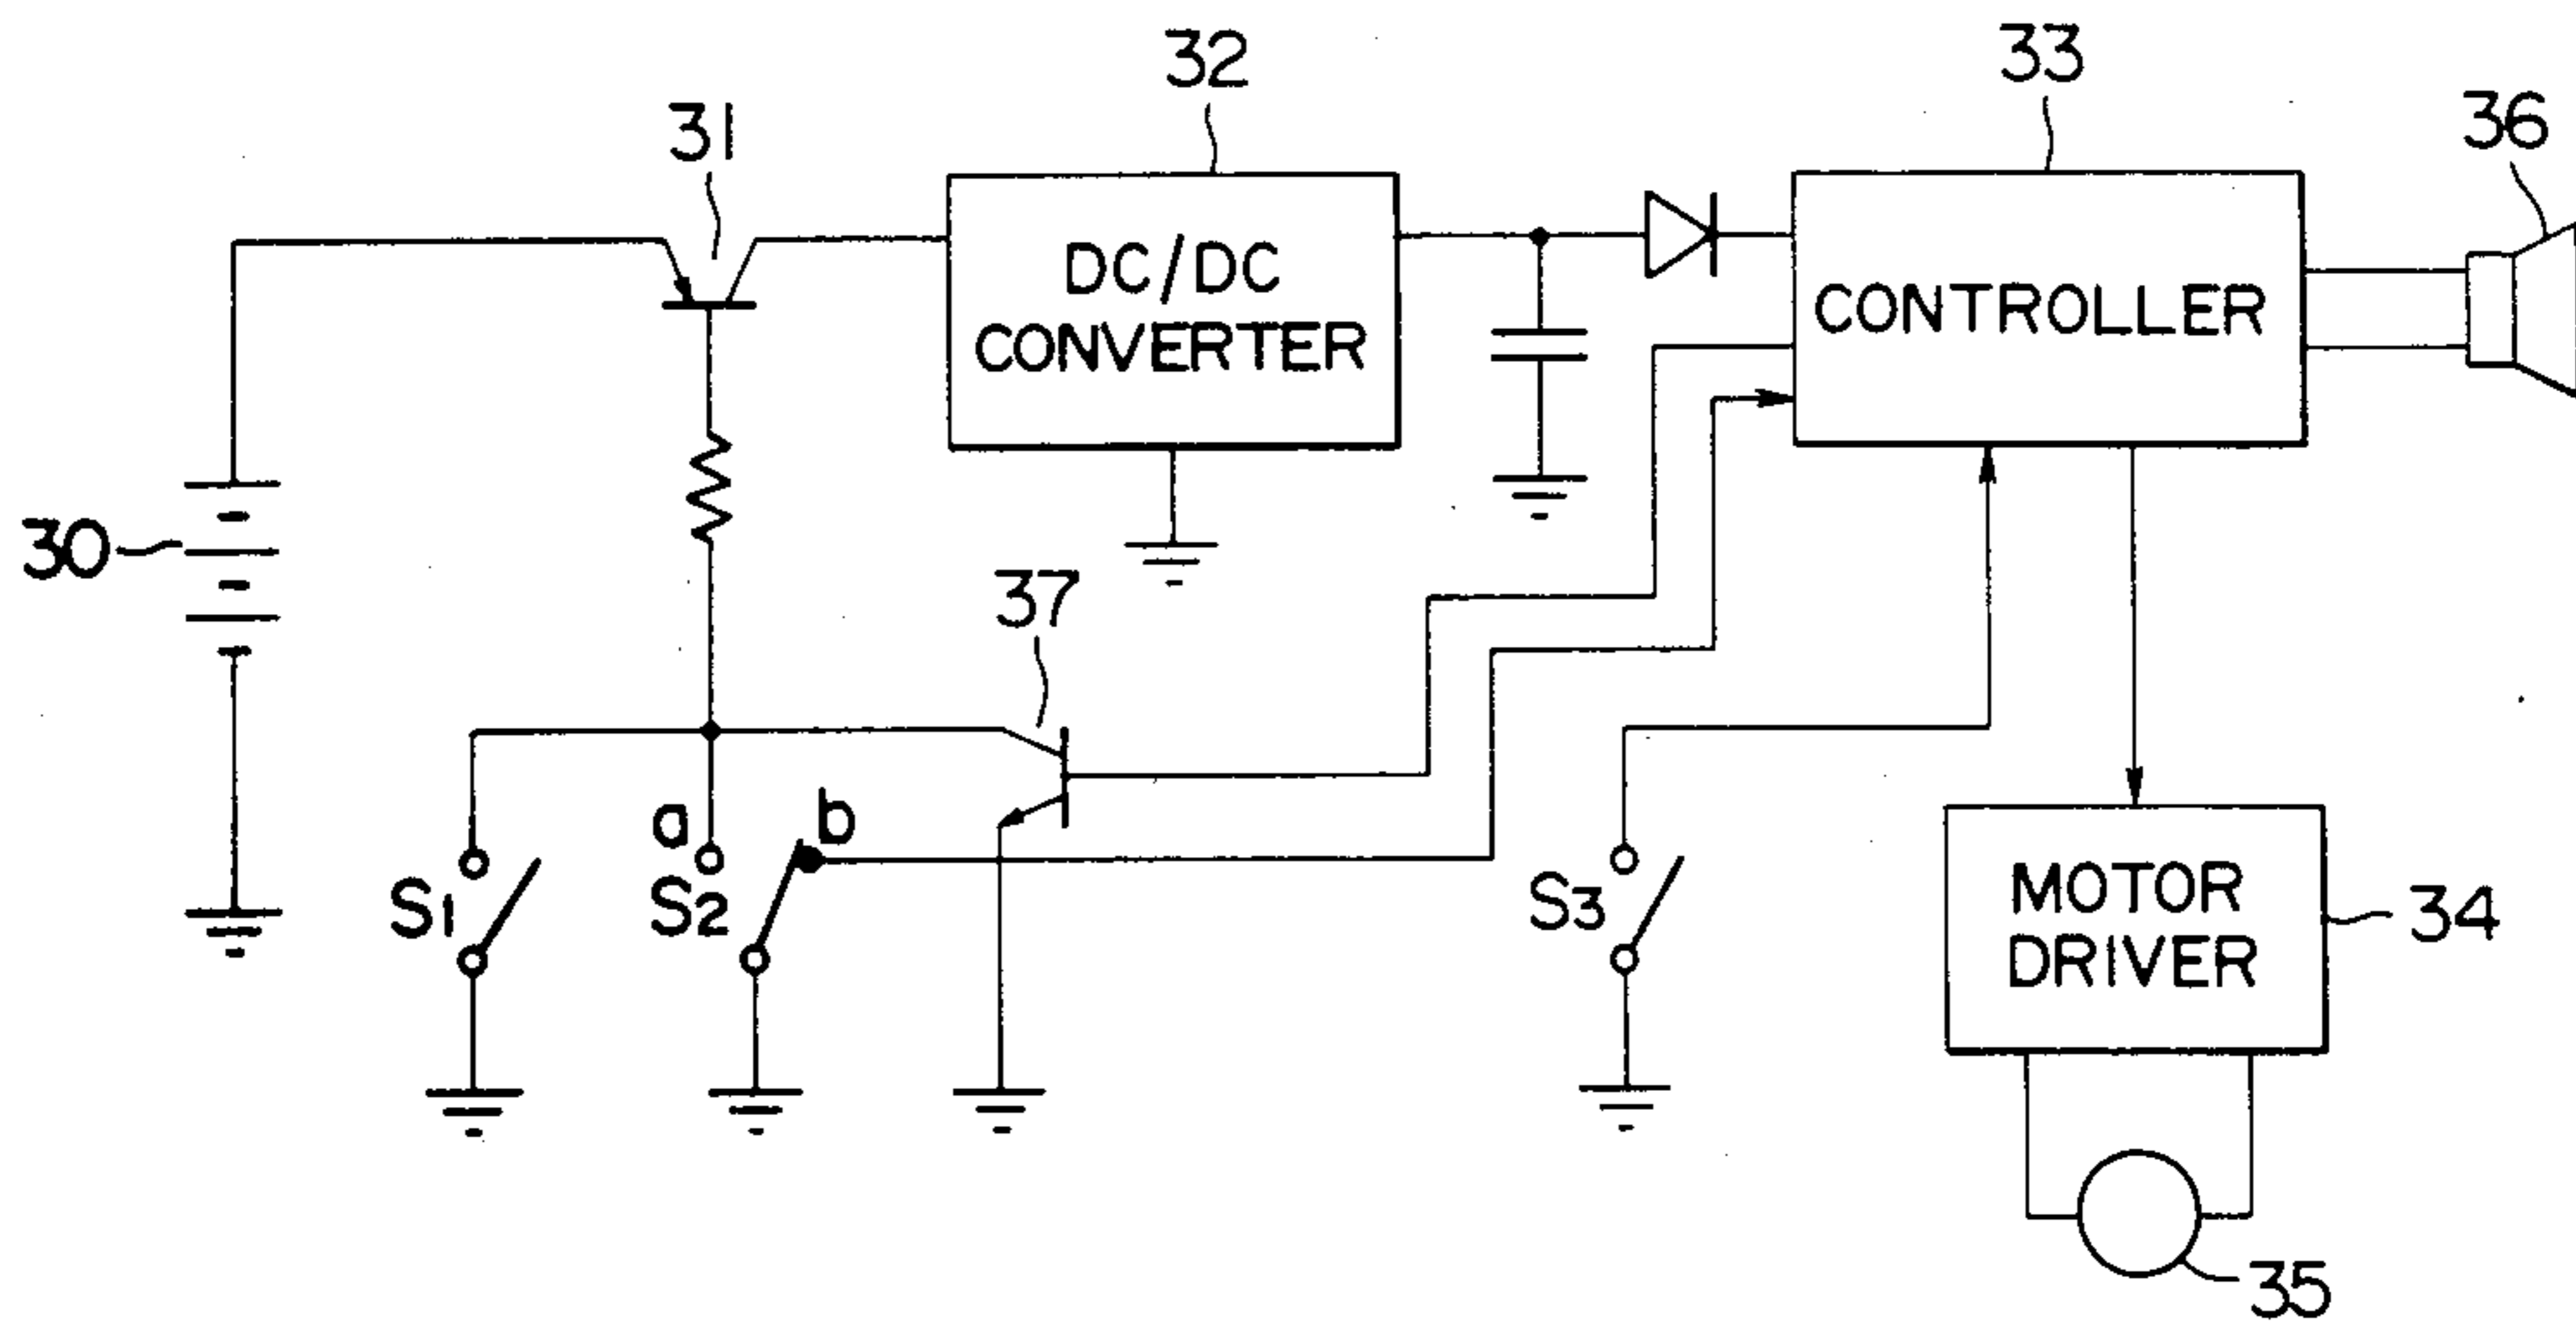 32
33
31
36
DC/DC
CONVERTER
CONTROLLER
30
37
a
b
S1
S2
S3
MOTOR
DRIVER
34
35